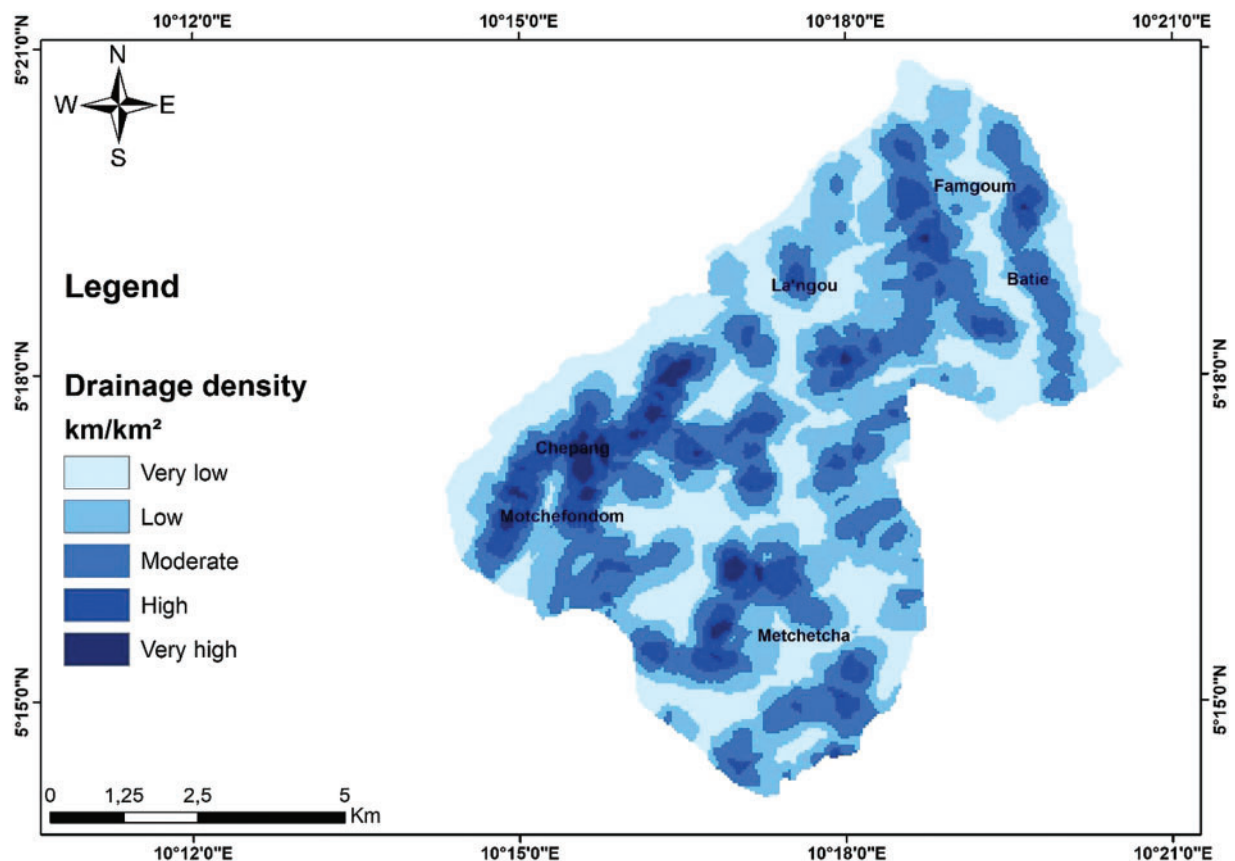 10°12'0"E 10°15'0"E 10°18'0"E 10°21'0"E
5°21'0"N 5°21'0"N
N
W E
S
Famgoum
Legend
La'ngou Batie
Drainage density
km/km²
5°18'0"N 5°18'0"N
Very low
Chepang
Low
Motchefondom
Moderate
High
Very high
Metchetcha
5°15'0"N 5°15'0"N
0 1,25 2,5 5
Km
10°12'0"E 10°15'0"E 10°18'0"E 10°21'0"E